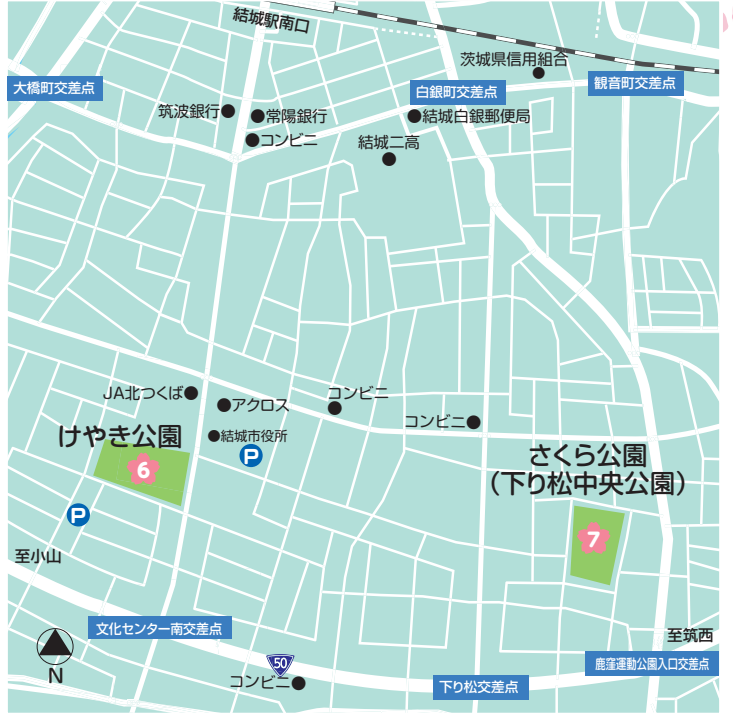 結城駅南口
茨城県信用組合
大橋町交差点
白銀町交差点
観音町交差点
筑波銀行
常陽銀行
結城白銀郵便局
コンビニ
結城二高
JA北つくば
アクロス
コンビニ
コンビニ
けやき公園
結城市役所
P
6
さくら公園
（下り松中央公園）
P
7
至小山
文化センター南交差点
至筑西
N
50
コンビニ
下り松交差点
鹿窪運動公園入口交差点